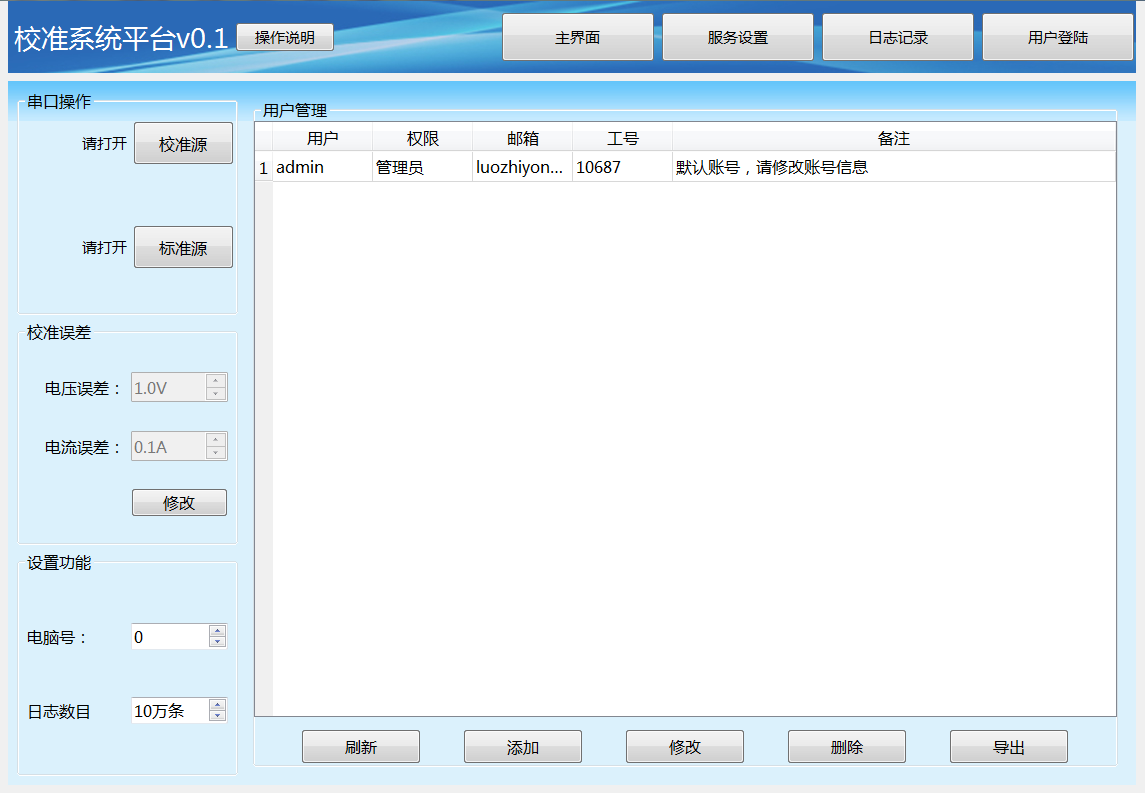 校准系统平台v0.1 操作说明 主界面 服务设置 日志记录 用户登陆
串口操作
请打开 校准源
请打开 标准源
校准误差
电压误差： 1.0V
电流误差： 0.1A
修改
设置功能
电脑号： 0
日志数目 10万条
用户管理
用户 权限 邮箱 工号 备注
1 admin 管理员 luozhiyon... 10687 默认账号，请修改账号信息
刷新 添加 修改 删除 导出